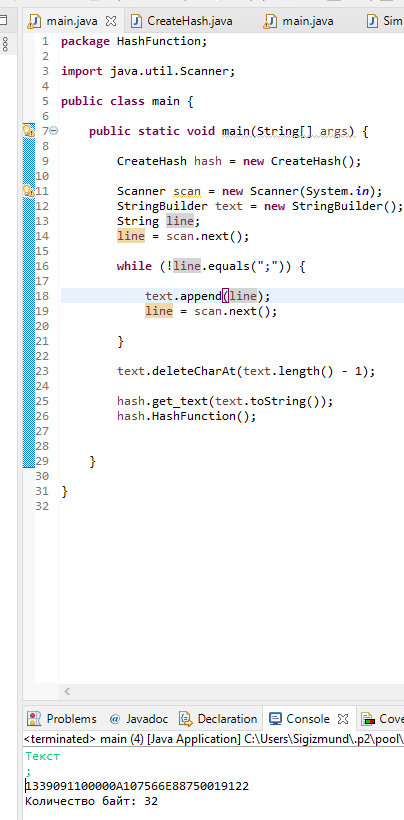 main.java CreateHash.java main.java Sim
1 package HashFunction;
2
3 import java.util.Scanner;
4
5 public class main {
6
7 public static void main(String[] args) {
8
9 CreateHash hash = new CreateHash();
10
11 Scanner scan = new Scanner(System.in);
12 StringBuilder text = new StringBuilder();
13 String line;
14 line = scan.next();
15
16 while (!line.equals(";")) {
17
18 text.append(line);
19 line = scan.next();
20
21 }
22
23 text.deleteCharAt(text.length() - 1);
24
25 hash.get_text(text.toString());
26 hash.HashFunction();
27
28
29 }
30
31 }
32
Problems Javadoc Declaration Console Cove
<terminated> main (4) [Java Application] C:\Users\Sigizmund\.p2\pool\
Текст
;
1339091100000A107566E88750019122
Количество байт: 32